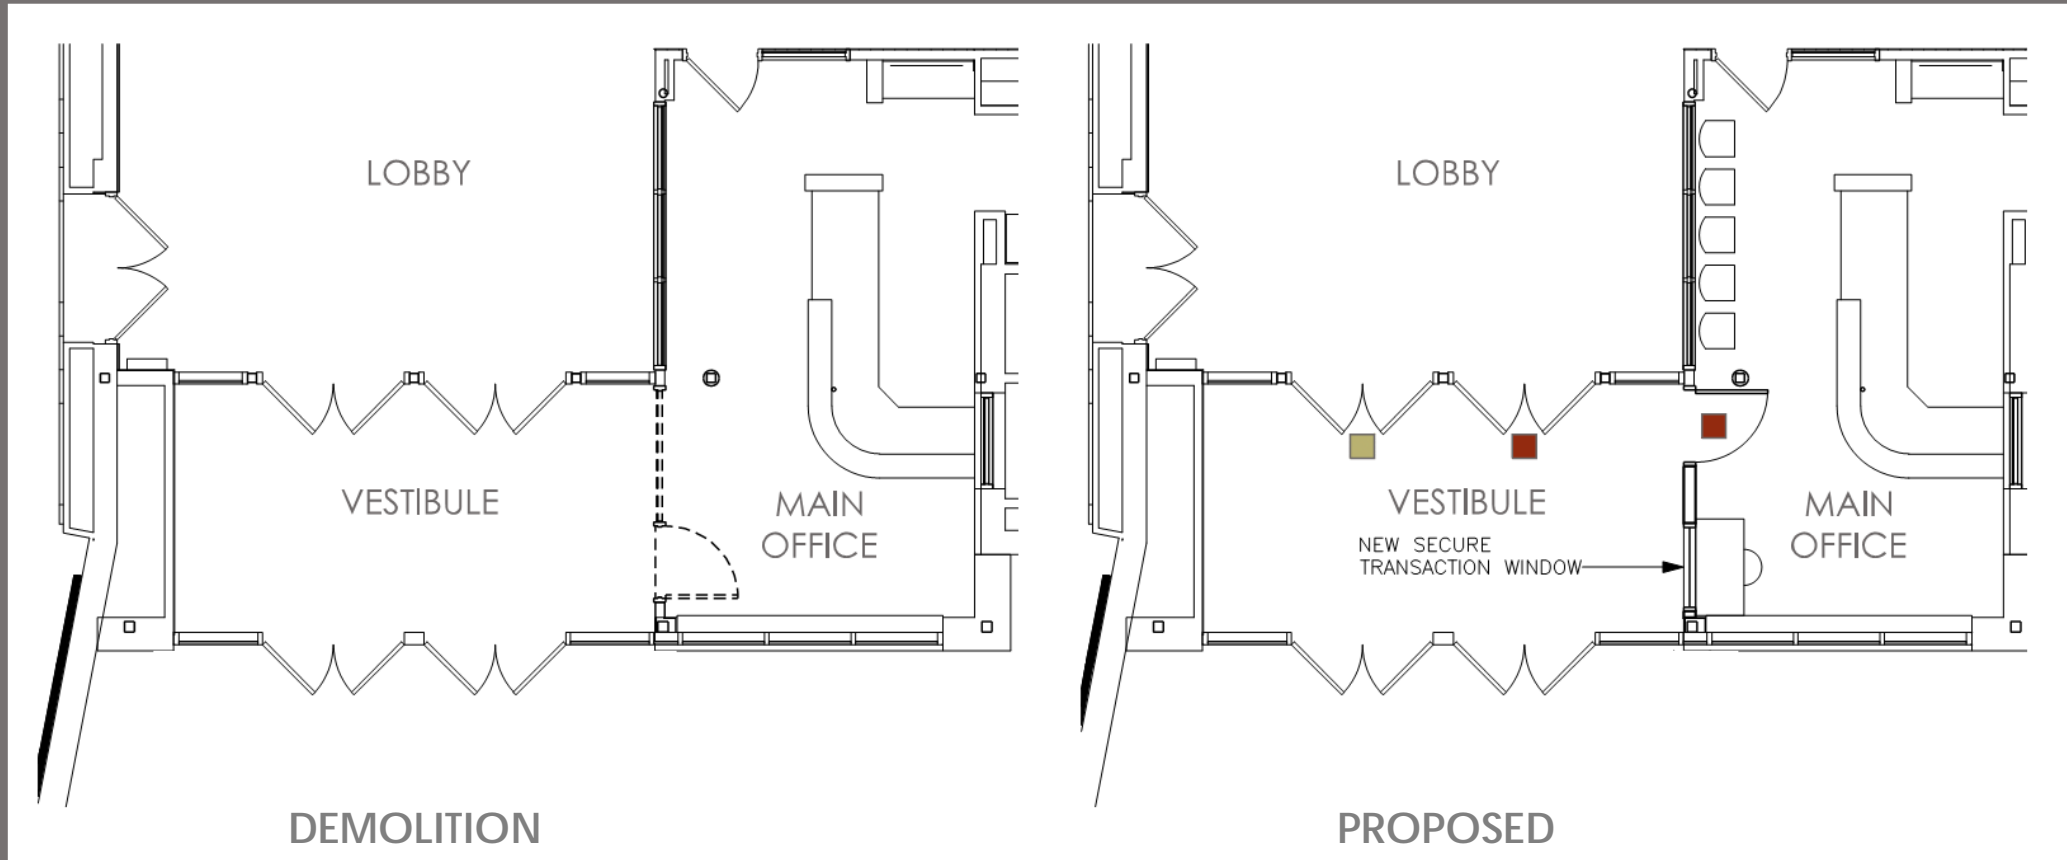 LOBBY
VESTIBULE
MAIN
OFFICE
DEMOLITION
LOBBY
VESTIBULE
MAIN
OFFICE
NEW SECURE
TRANSACTION WINDOW
PROPOSED